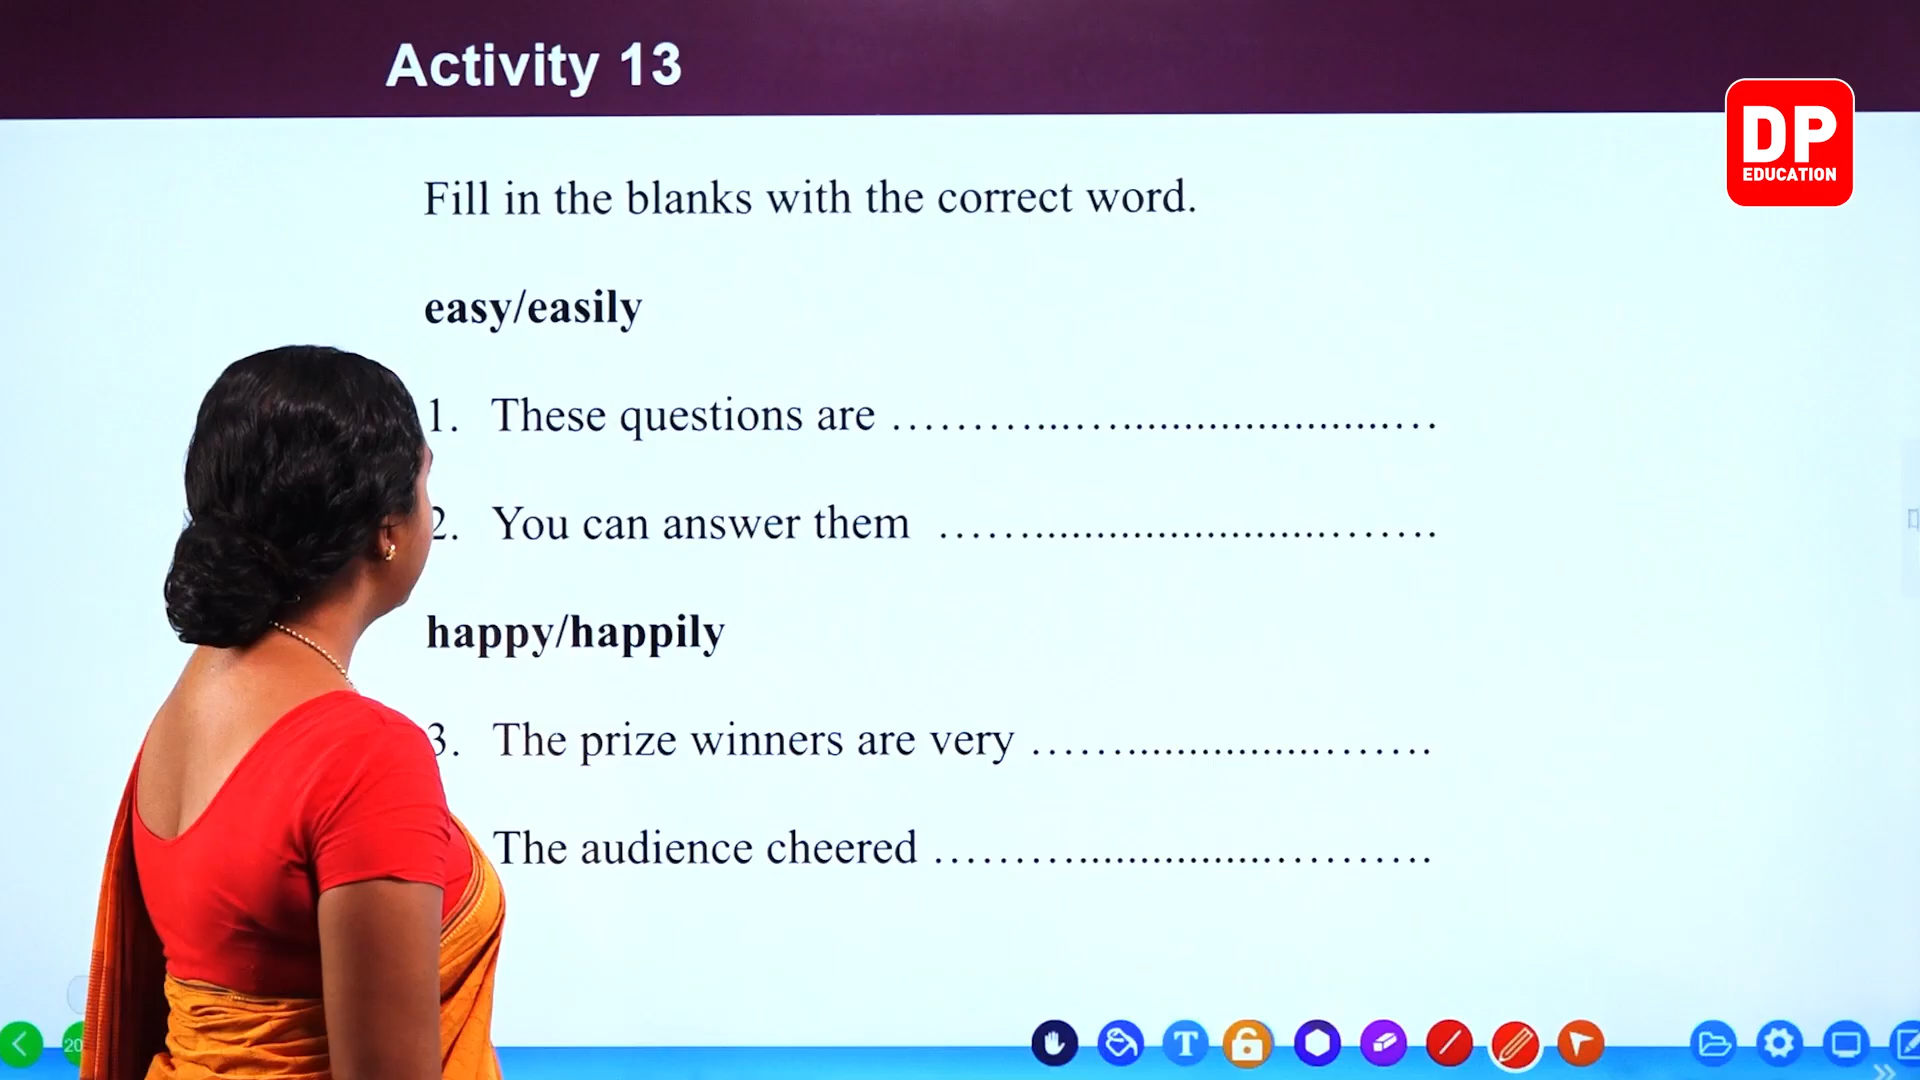 Activity 13
DP
EDUCATION
Fill in the blanks with the correct word.
easy/easily
1. These questions are ..................................................
2. You can answer them ..................................................
happy/happily
3. The prize winners are very ........................................
The audience cheered ..................................................
20
T